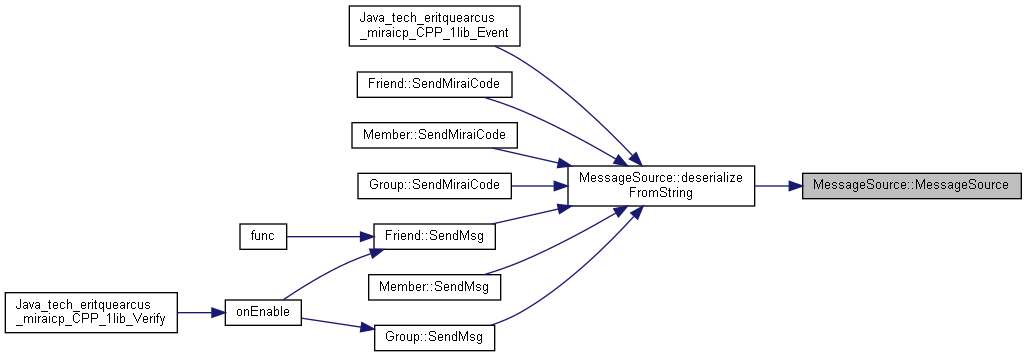 Java_tech_eritquearcus
_miraicp_CPP_1lib_Event
Friend::SendMiraiCode
Member::SendMiraiCode
Group::SendMiraiCode
MessageSource::deserialize
FromString
MessageSource::MessageSource
func
Friend::SendMsg
Member::SendMsg
Java_tech_eritquearcus
_miraicp_CPP_1lib_Verify
onEnable
Group::SendMsg